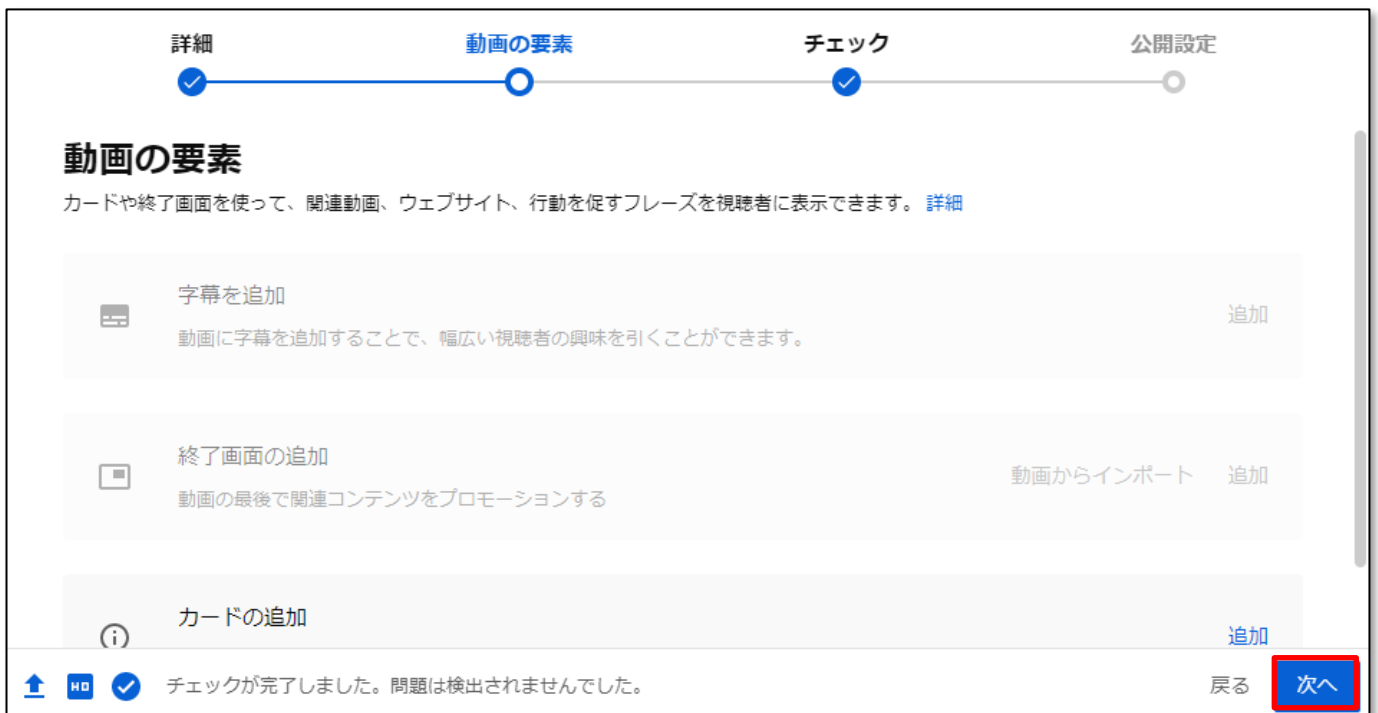 詳細 動画の要素 チェック 公開設定
動画の要素
カードや終了画面を使って、関連動画、ウェブサイト、行動を促すフレーズを視聴者に表示できます。 詳細
字幕を追加
追加
動画に字幕を追加することで、幅広い視聴者の興味を引くことができます。
終了画面の追加
動画からインポート 追加
動画の最後で関連コンテンツをプロモーションする
カードの追加
追加
HD チェックが完了しました。問題は検出されませんでした。 戻る 次へ